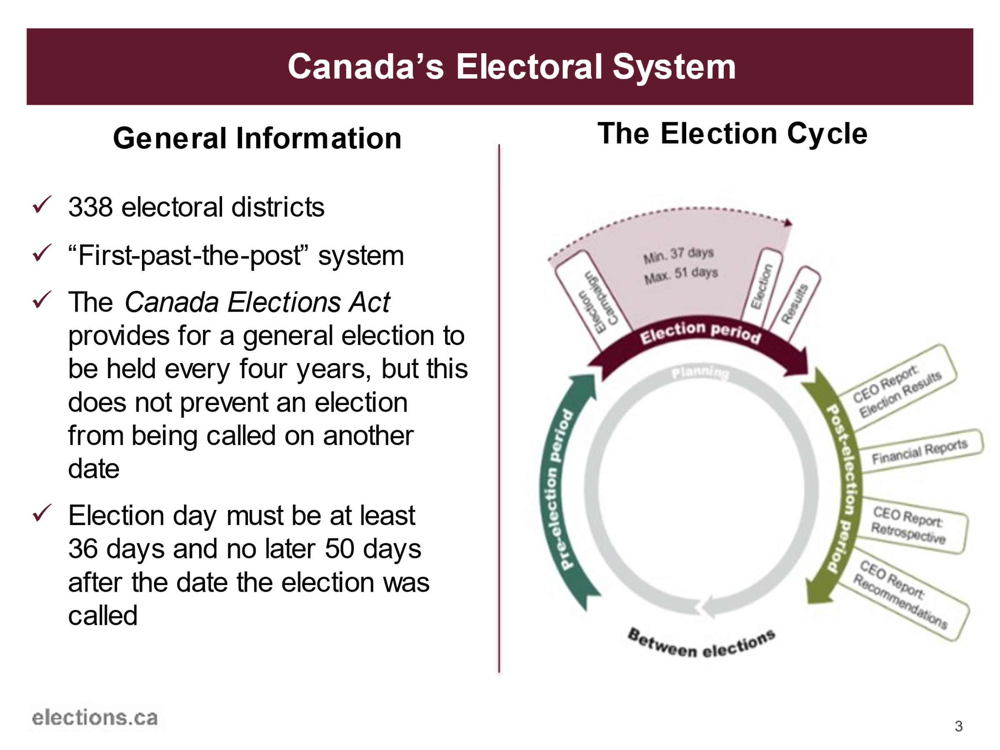 Canada’s Electoral System
General Information
✓ 338 electoral districts
✓ “First-past-the-post” system
✓ The Canada Elections Act
provides for a general election to
be held every four years, but this
does not prevent an election
from being called on another
date
✓ Election day must be at least
36 days and no later 50 days
after the date the election was
called
The Election Cycle
Min. 37 days
Max. 51 days
Election
Campaign
Election
Results
Election period
Planning
Pre-election period
Post-election period
CEO Report:
Election Results
Financial Reports
CEO Report:
Retrospective
CEO Report:
Recommendations
Between elections
elections.ca
3